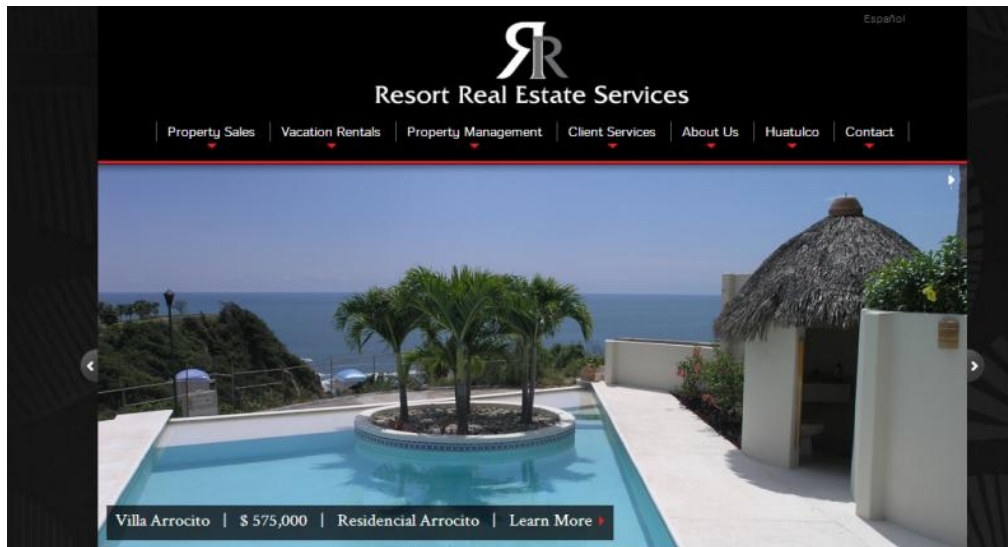 Español
RR
Resort Real Estate Services
Property Sales | Vacation Rentals | Property Management | Client Services | About Us | Huatulco | Contact
Villa Arrocito | $ 575,000 | Residencial Arrocito | Learn More